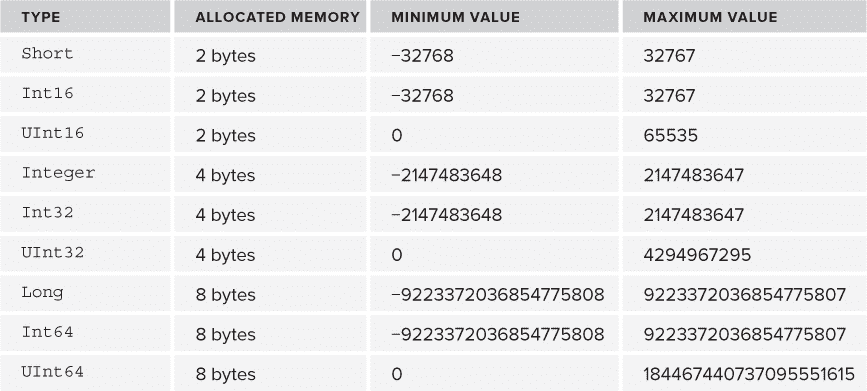 TYPE ALLOCATED MEMORY MINIMUM VALUE MAXIMUM VALUE
Short 2 bytes −32768 32767
Int16 2 bytes −32768 32767
UInt16 2 bytes 0 65535
Integer 4 bytes −2147483648 2147483647
Int32 4 bytes −2147483648 2147483647
UInt32 4 bytes 0 4294967295
Long 8 bytes −9223372036854775808 9223372036854775807
Int64 8 bytes −9223372036854775808 9223372036854775807
UInt64 8 bytes 0 18446744073709551615